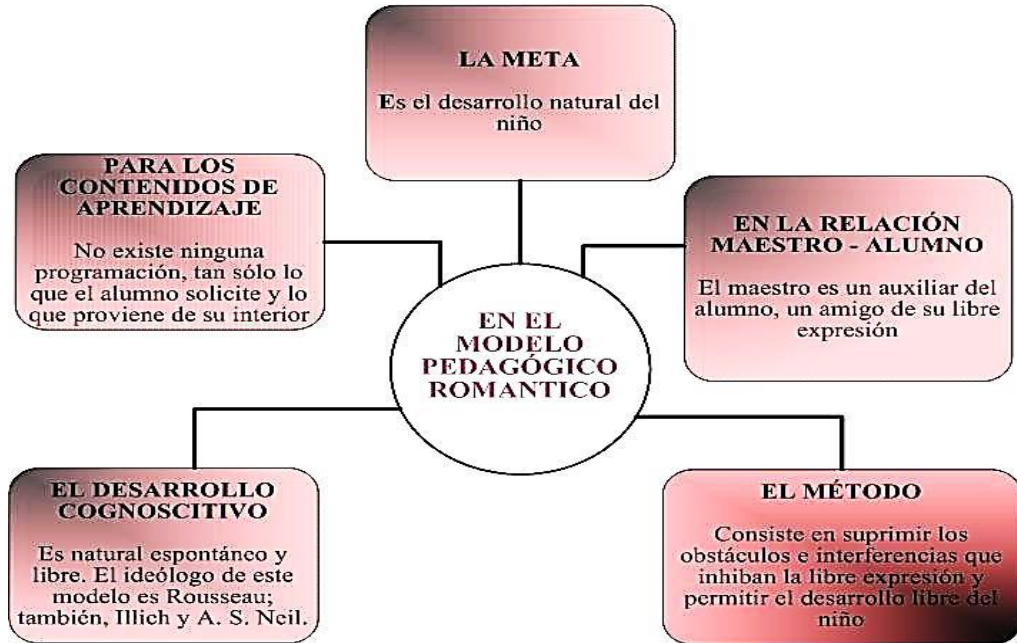 LA META
Es el desarrollo natural del
niño
PARA LOS
CONTENIDOS DE
APRENDIZAJE
No existe ninguna
programación, tan sólo lo
que el alumno solicite y lo
que proviene de su interior
EN LA RELACIÓN
MAESTRO - ALUMNO
El maestro es un auxiliar del
alumno, un amigo de su libre
expresión
EN EL
MODELO
PEDAGÓGICO
ROMANTICO
EL DESARROLLO
COGNOSCITIVO
Es natural espontáneo y
libre. El ideólogo de este
modelo es Rousseau;
también, Illich y A. S. Neil.
EL MÉTODO
Consiste en suprimir los
obstáculos e interferencias que
inhiban la libre expresión y
permitir el desarrollo libre del
niño